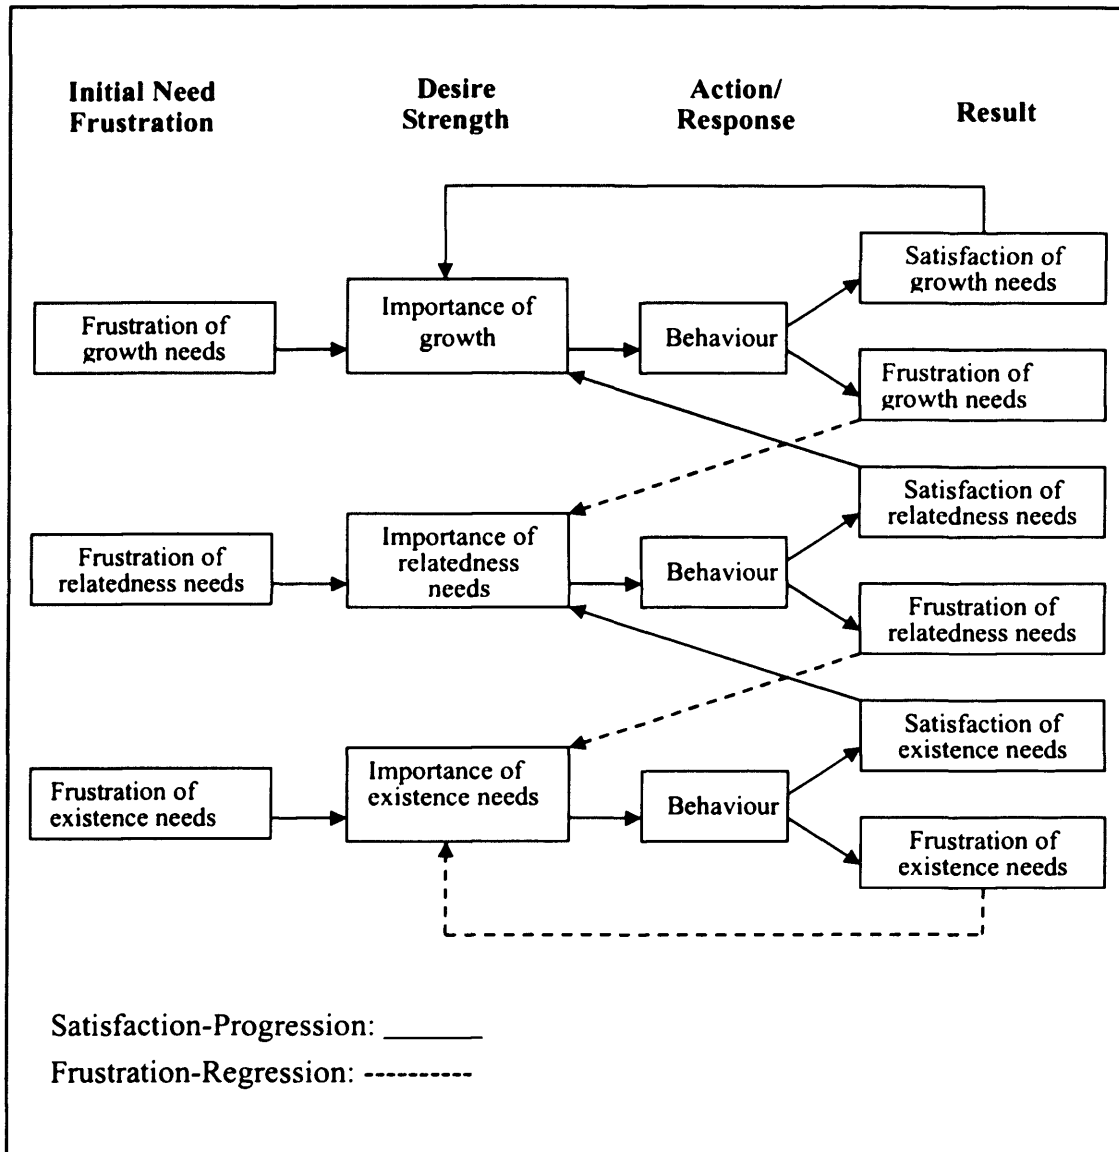 Initial Need
Frustration
Desire
Strength
Action/
Response
Result
Satisfaction of
growth needs
Importance of
growth
Frustration of
growth needs
Behaviour
Frustration of
growth needs
Satisfaction of
relatedness needs
Importance of
relatedness
needs
Frustration of
relatedness needs
Behaviour
Frustration of
relatedness needs
Satisfaction of
existence needs
Importance of
existence needs
Frustration of
existence needs
Behaviour
Frustration of
existence needs
Satisfaction-Progression: ________
Frustration-Regression: ----------